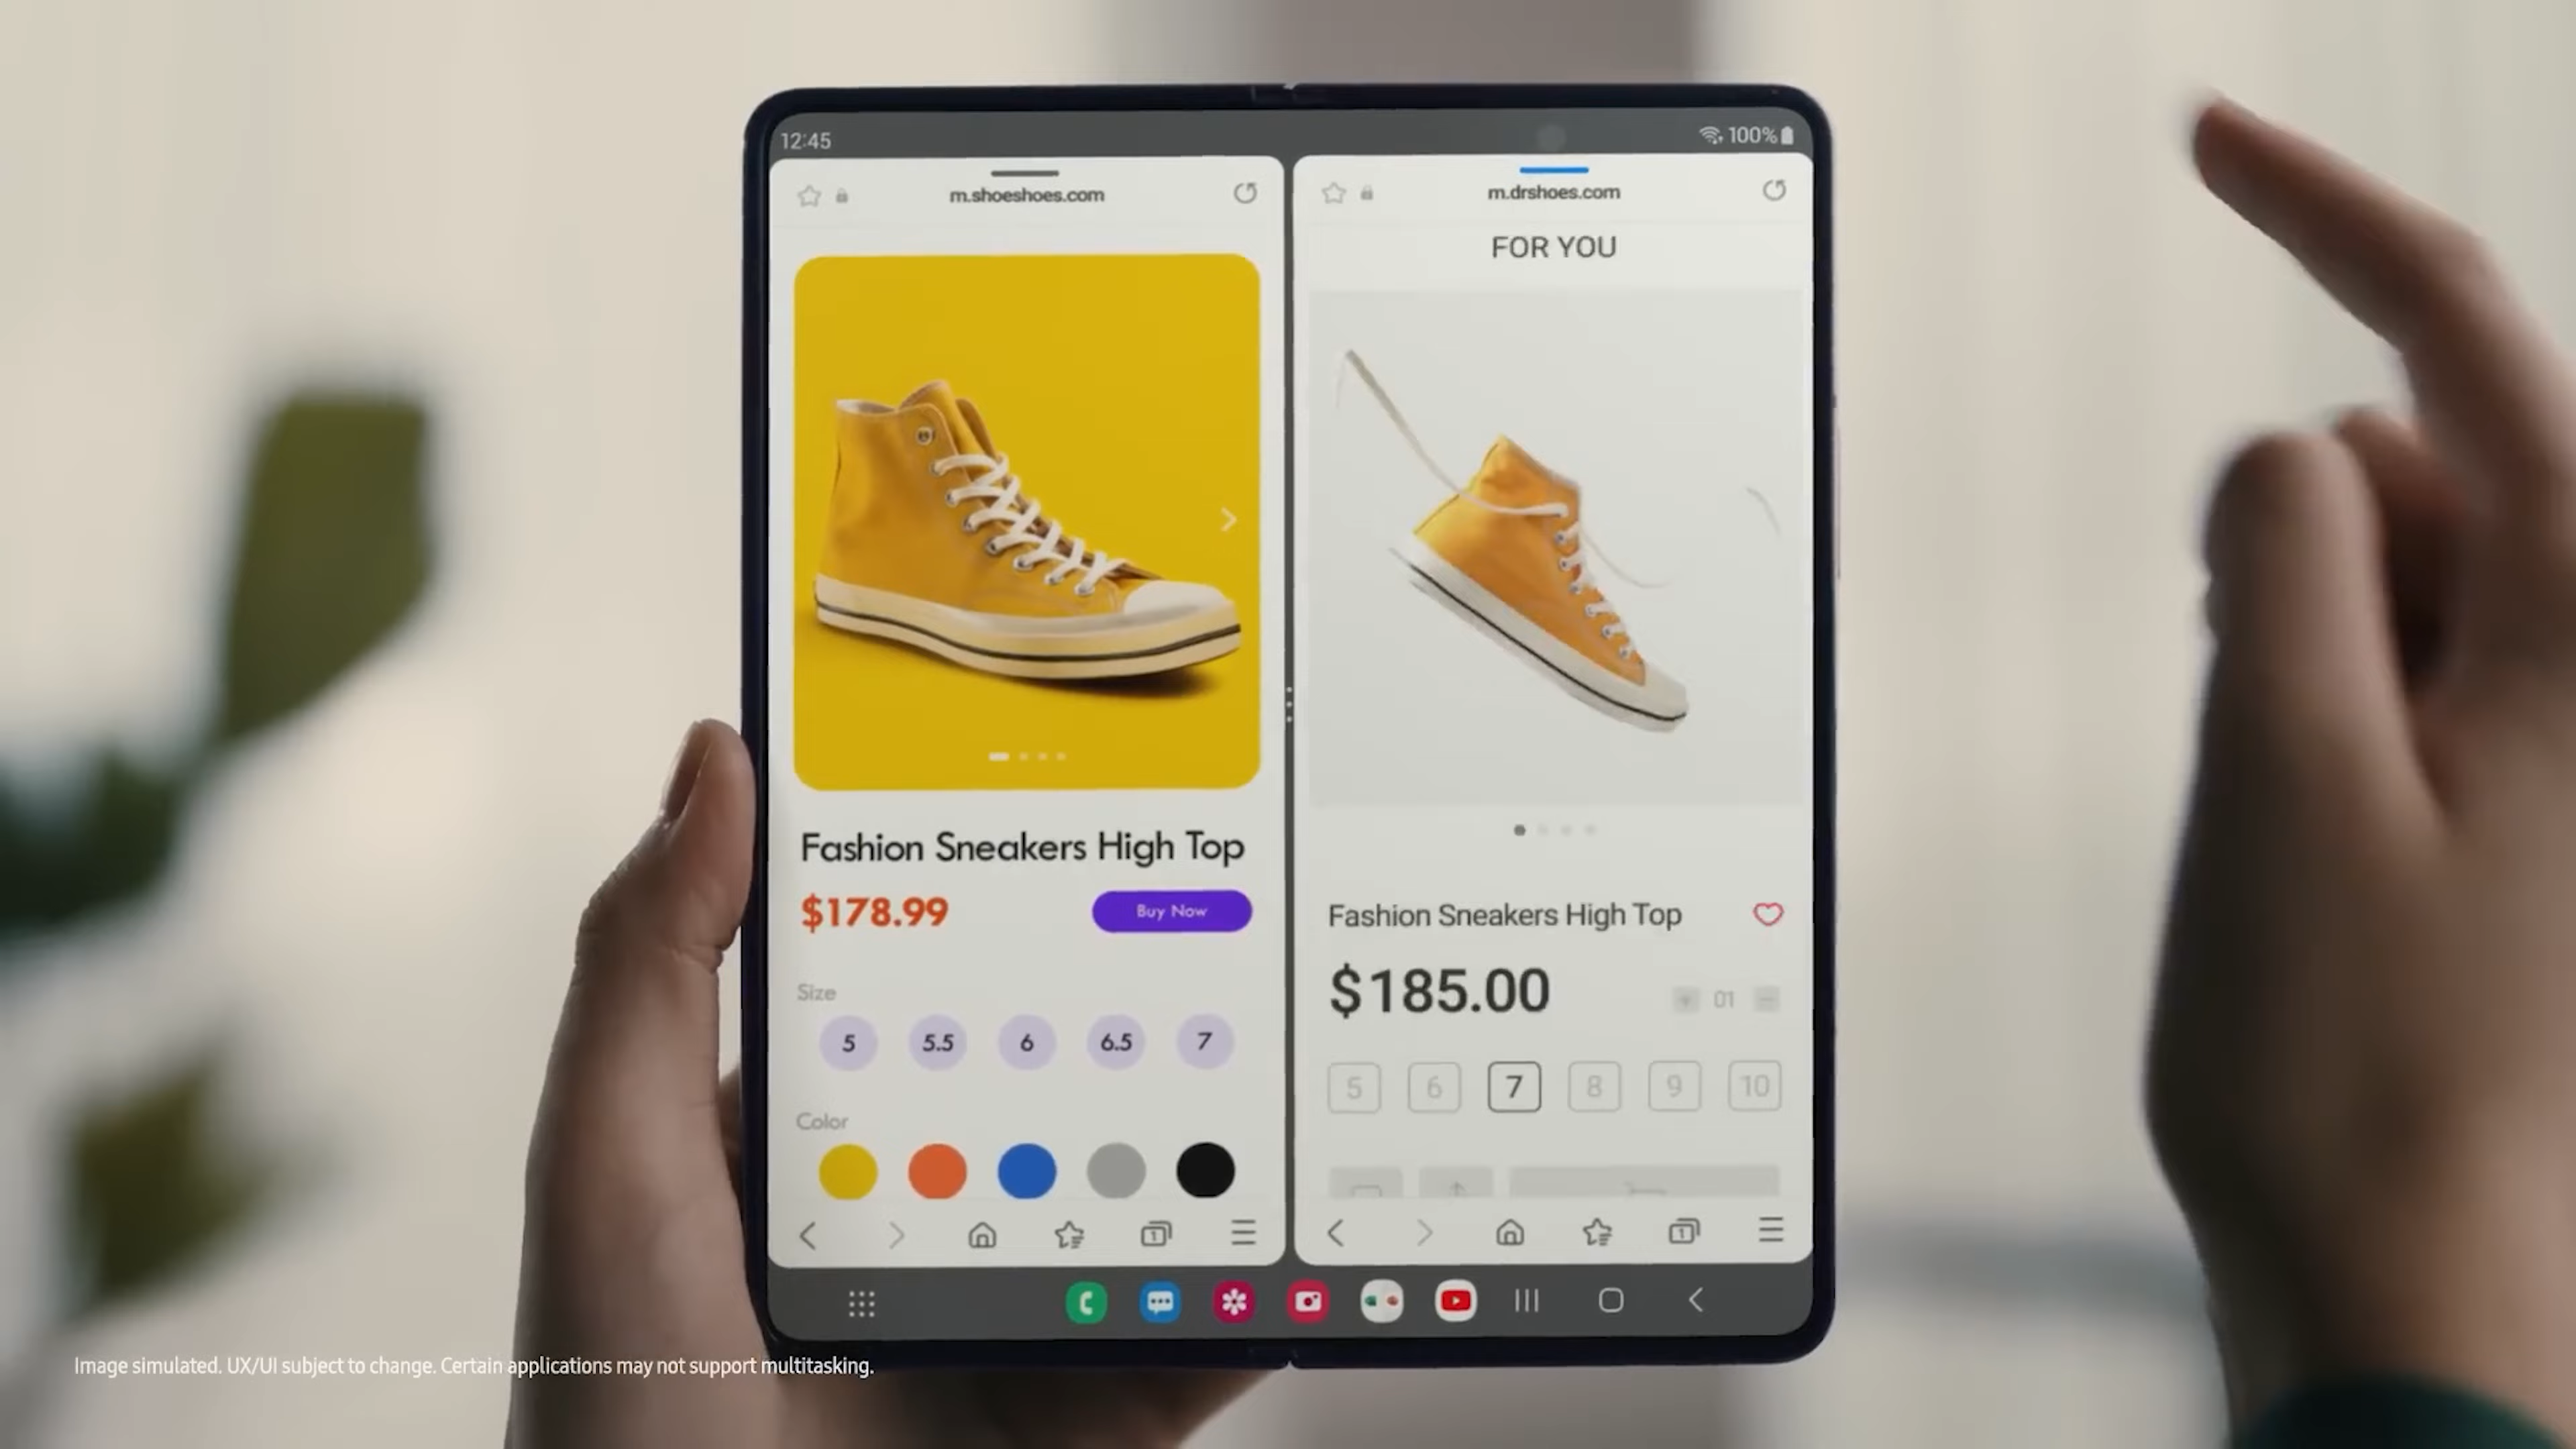 12:45
100%
m.shoeshoes.com
Fashion Sneakers High Top
$178.99
Buy Now
Size
5 5.5 6 6.5 7
Color
1
m.drshoes.com
FOR YOU
Fashion Sneakers High Top
$185.00
01
5 6 7 8 9 10
1
Image simulated. UX/UI subject to change. Certain applications may not support multitasking.